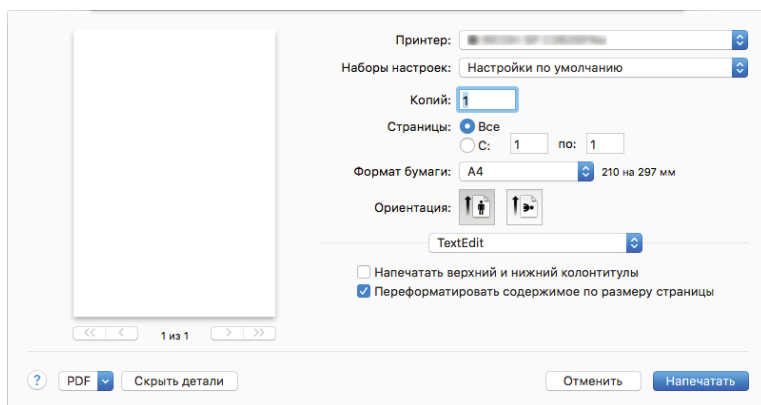 Принтер:
Наборы настроек: Настройки по умолчанию
Копий: 1
Страницы: Все
С: 1 по: 1
Формат бумаги: A4 210 на 297 мм
Ориентация:
TextEdit
Напечатать верхний и нижний колонтитулы
Переформатировать содержимое по размеру страницы
1 из 1
? PDF Скрыть детали Отменить Напечатать